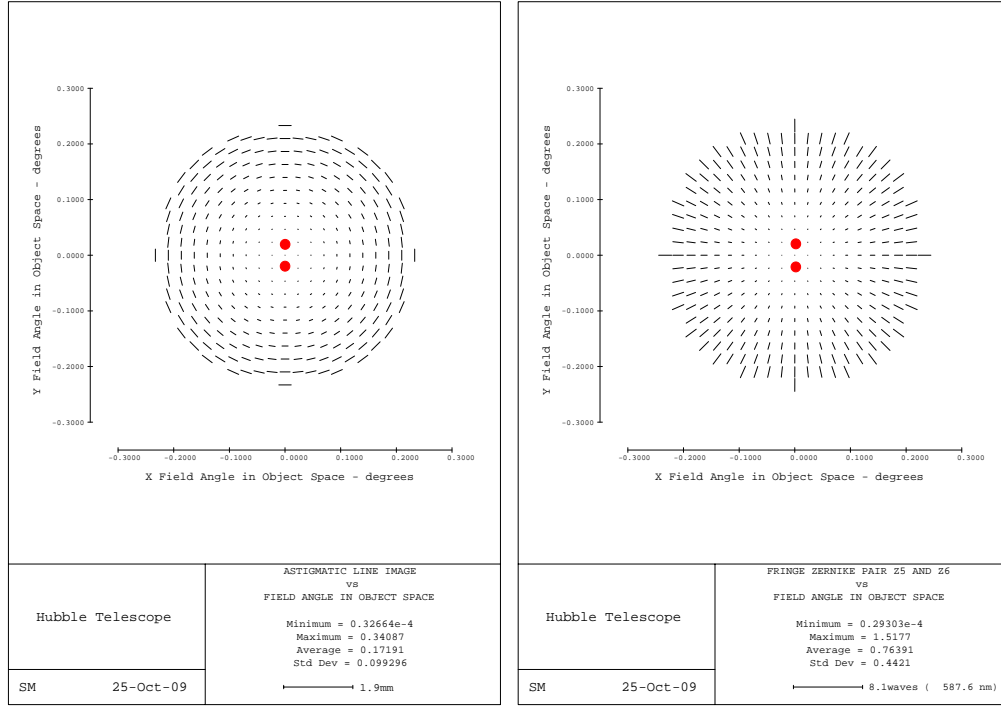 0.3000
0.2000
0.1000
0.0000
-0.1000
-0.2000
-0.3000
Y Field Angle in Object Space - degrees
-0.3000 -0.2000 -0.1000 0.0000 0.1000 0.2000 0.3000
X Field Angle in Object Space - degrees
Hubble Telescope
SM 25-Oct-09
ASTIGMATIC LINE IMAGE
vs
FIELD ANGLE IN OBJECT SPACE
Minimum = 0.32664e-4
Maximum = 0.34087
Average = 0.17191
Std Dev = 0.099296
1.9mm
0.3000
0.2000
0.1000
0.0000
-0.1000
-0.2000
-0.3000
Y Field Angle in Object Space - degrees
-0.3000 -0.2000 -0.1000 0.0000 0.1000 0.2000 0.3000
X Field Angle in Object Space - degrees
Hubble Telescope
SM 25-Oct-09
FRINGE ZERNIKE PAIR Z5 AND Z6
vs
FIELD ANGLE IN OBJECT SPACE
Minimum = 0.29303e-4
Maximum = 1.5177
Average = 0.76391
Std Dev = 0.4421
8.1waves ( 587.6 nm)